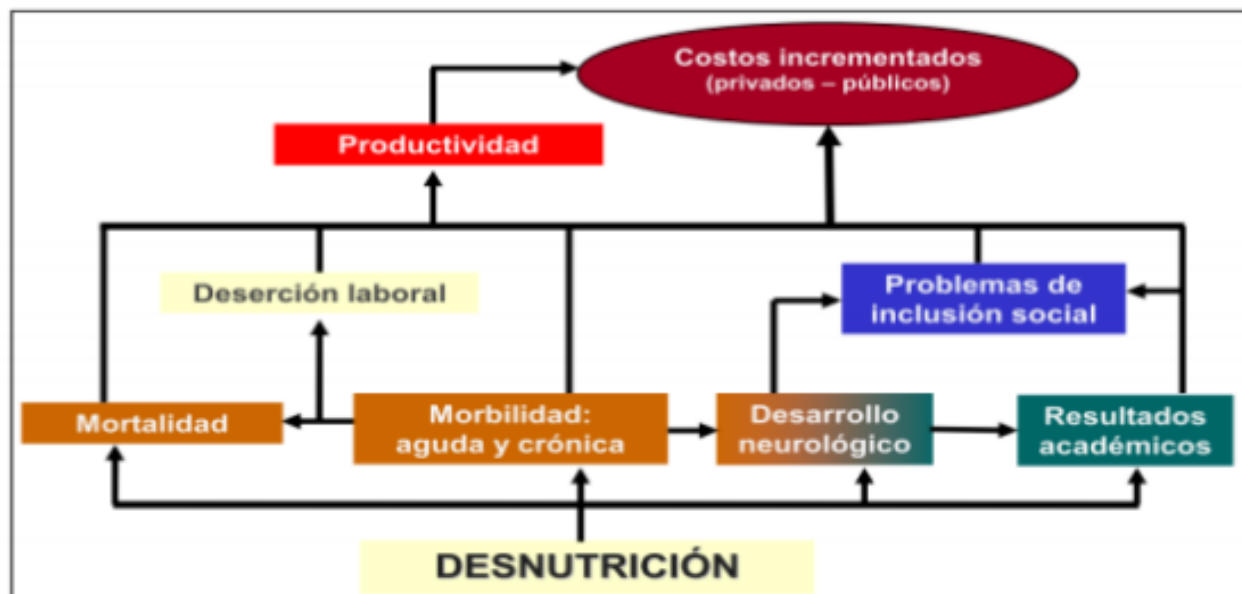 Costos incrementados
(privados – públicos)
Productividad
Deserción laboral
Problemas de
inclusión social
Mortalidad
Morbilidad:
aguda y crónica
Desarrollo
neurológico
Resultados
académicos
DESNUTRICIÓN